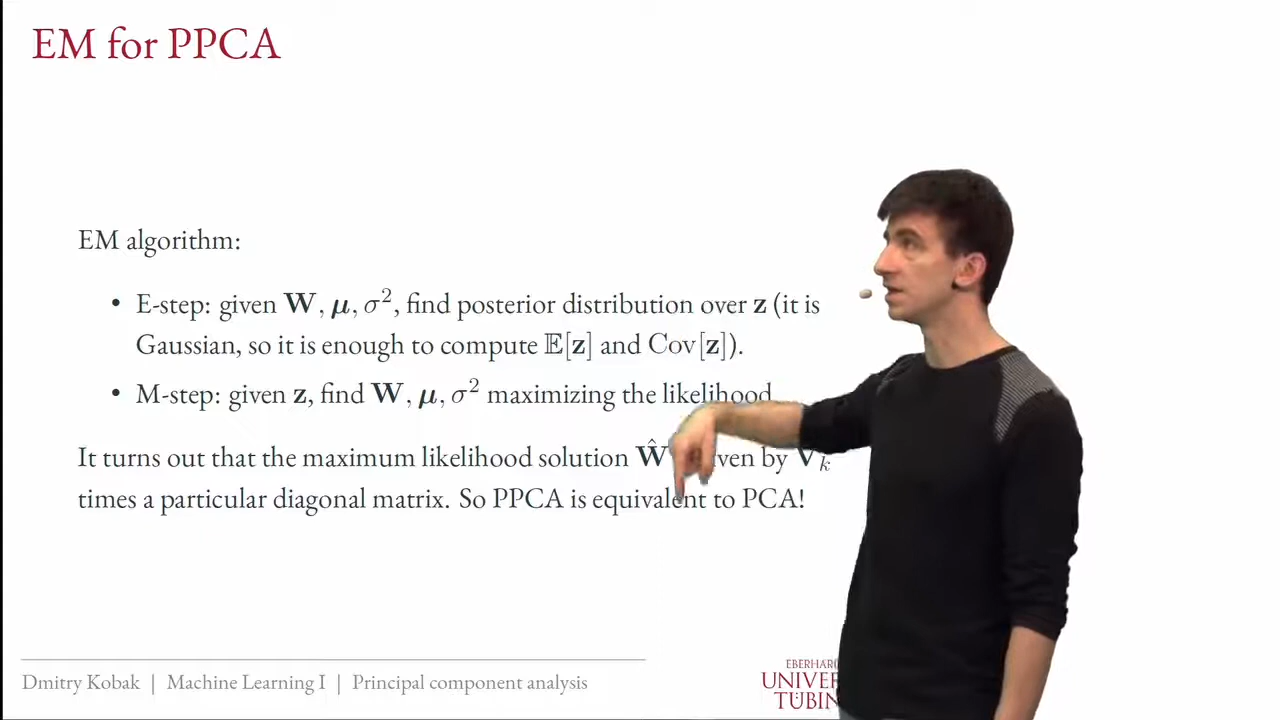 EM for PPCA
EM algorithm:
• E-step: given W, μ, σ², find posterior distribution over z (it is
Gaussian, so it is enough to compute 𝔼[z] and Cov[z]).
• M-step: given z, find W, μ, σ² maximizing the likelihood
It turns out that the maximum likelihood solution Ŵ by V̂ₖ
times a particular diagonal matrix. So PPCA is equivalent to PCA!
Dmitry Kobak | Machine Learning I | Principal component analysis